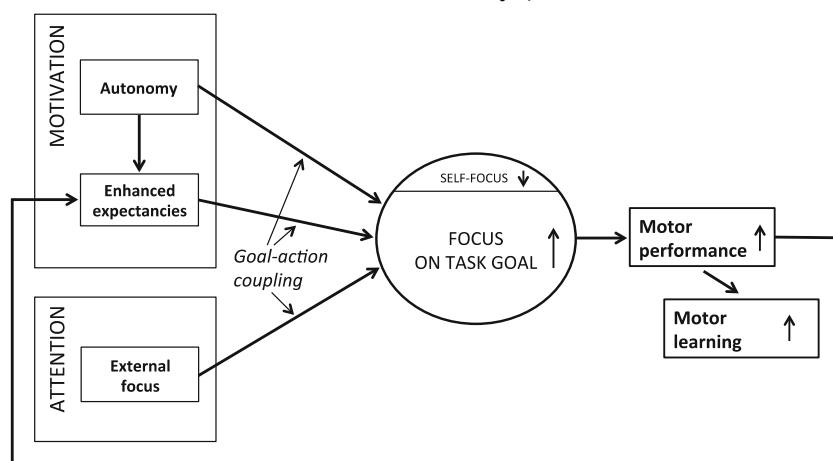 MOTIVATION
Autonomy
Enhanced
expectancies
Goal-action
coupling
ATTENTION
External
focus
SELF-FOCUS
FOCUS
ON TASK GOAL
Motor
performance
Motor
learning